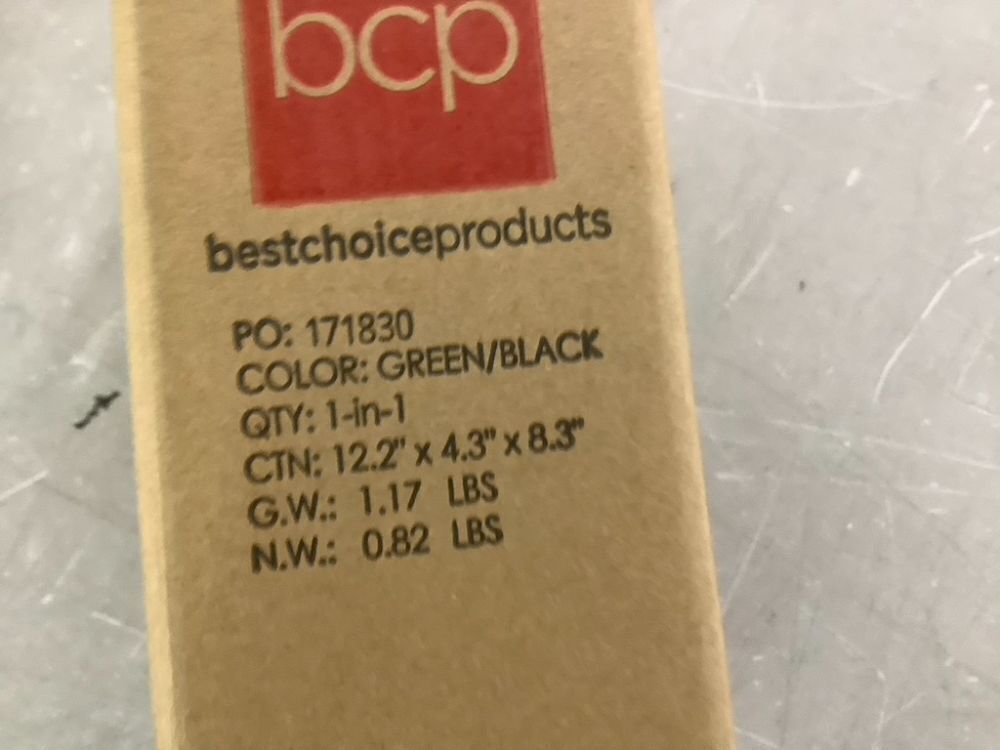 bcp
bestchoiceproducts
PO: 171830
COLOR: GREEN/BLACK
QTY: 1-in-1
CTN: 12.2" x 4.3" x 8.3"
G.W.: 1.17 LBS
N.W.: 0.82 LBS